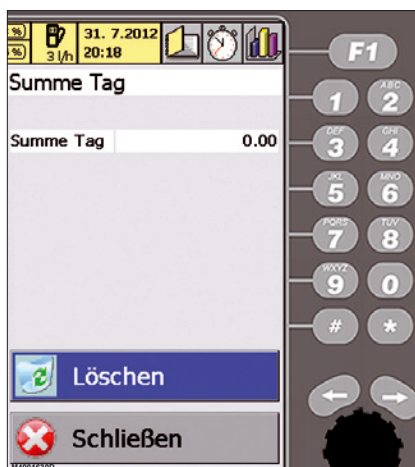 %)
%)
3 l/h
31. 7.2012
20:18
Summe Tag
Summe Tag 0.00
Löschen
Schließen
F1
1 ABC 2
DEF 3 GHI 4
JKL 5 MNO 6
PQRS 7 TUV 8
WXYZ 9 0
# *